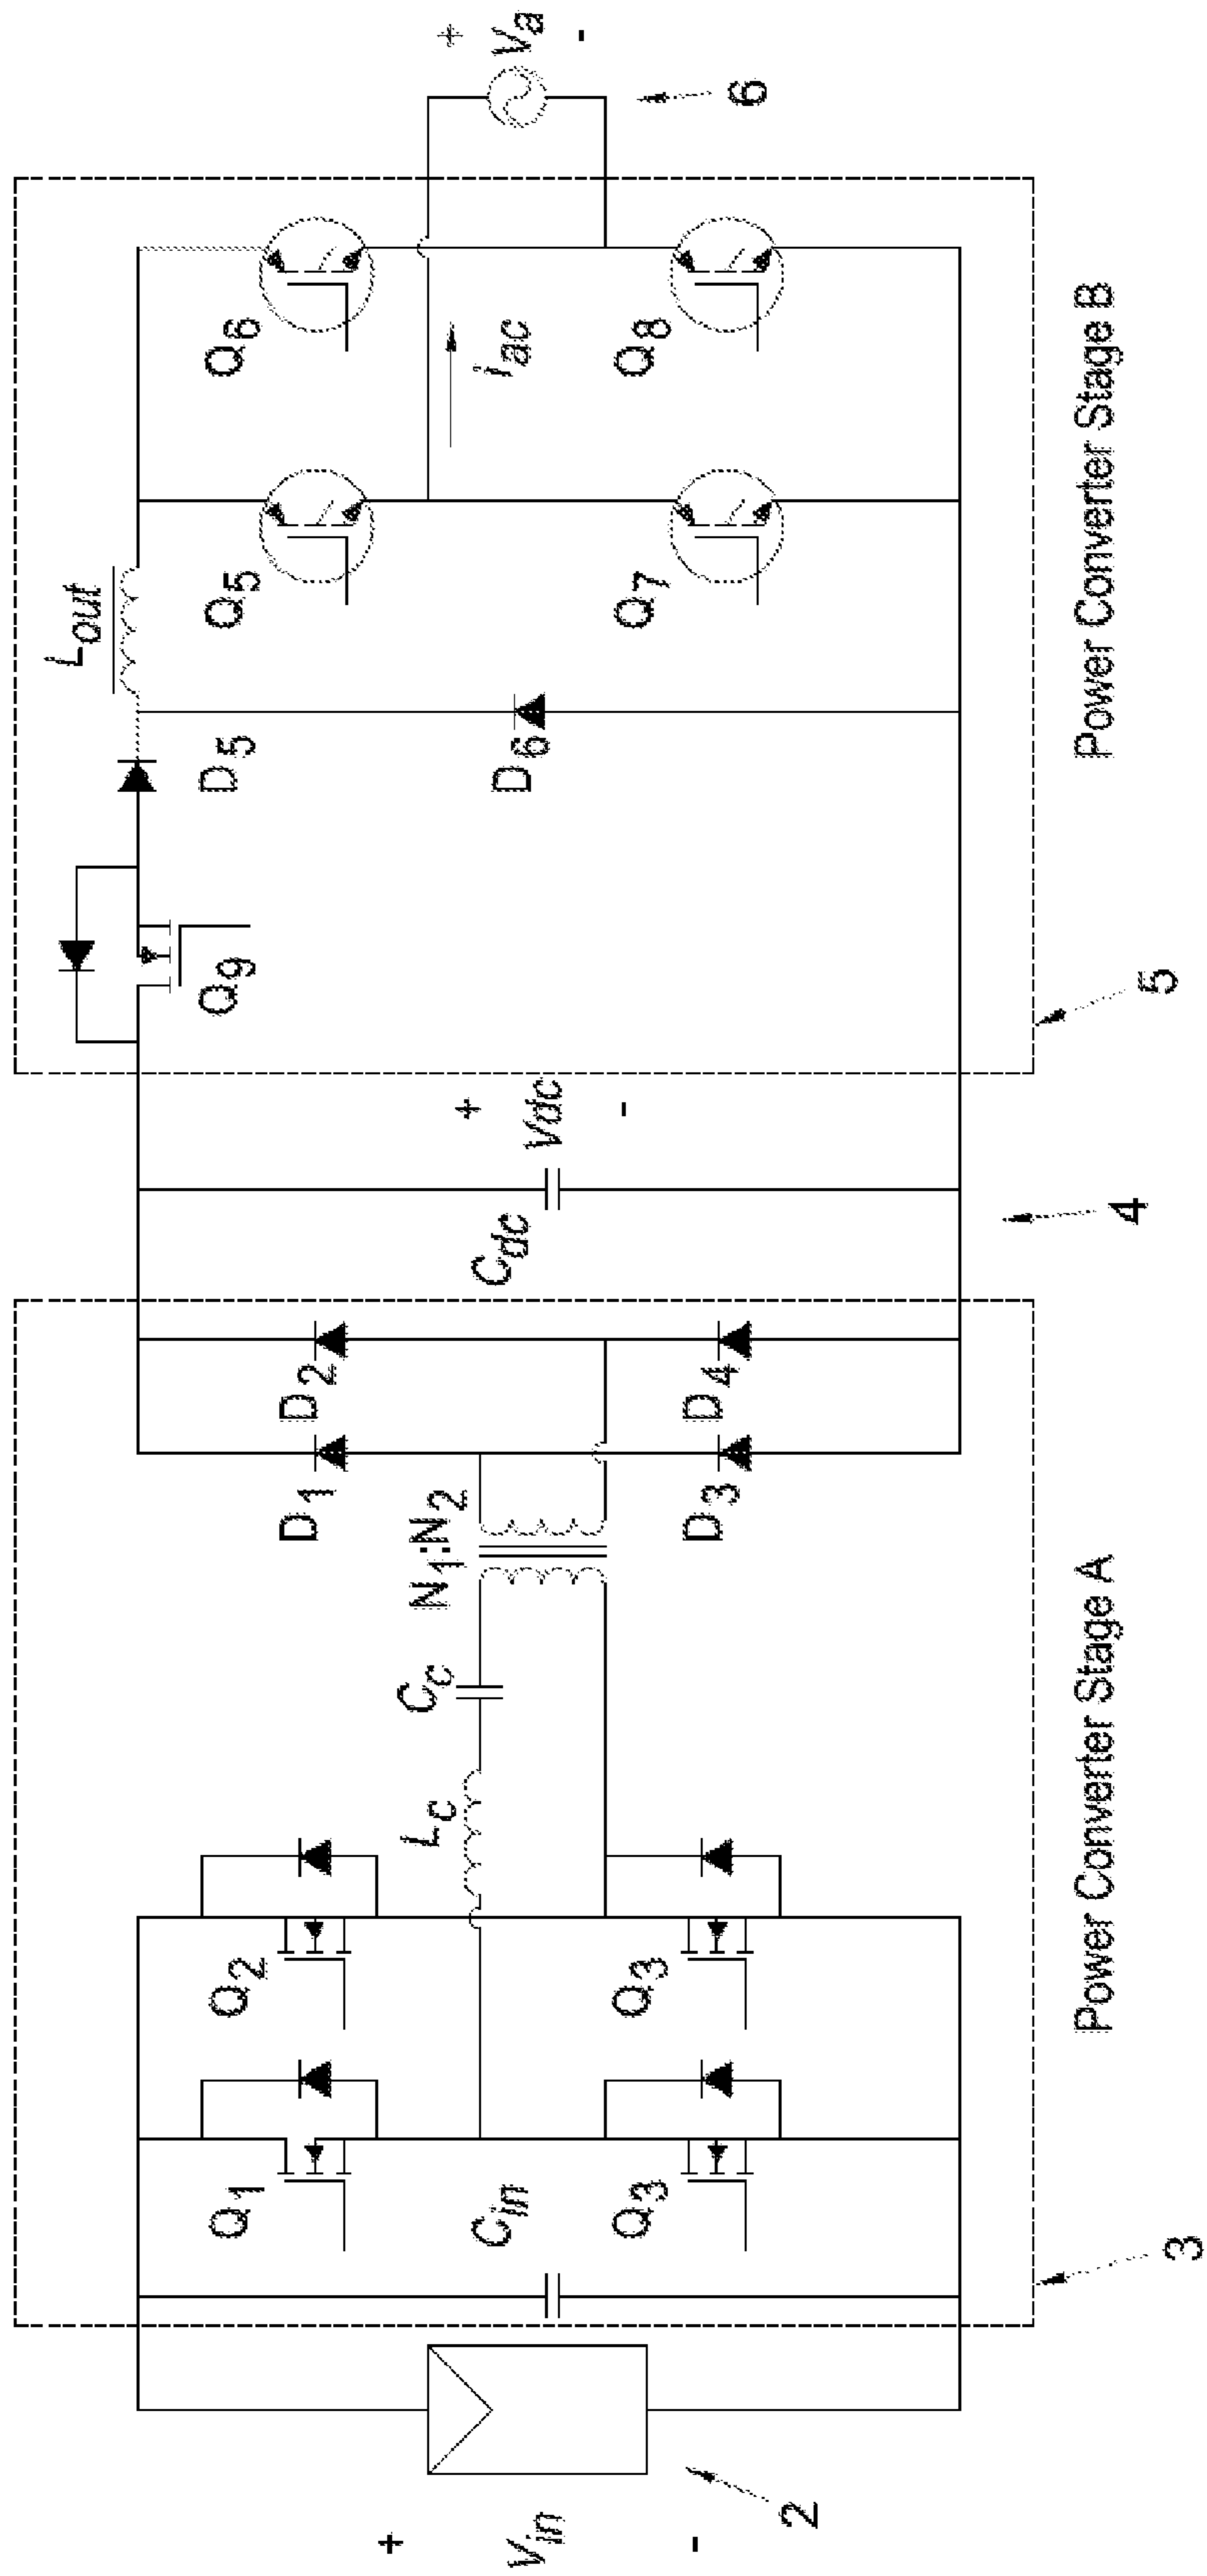 +
Vin
-
2
Q1
Q2
Cin
Q3
Q3
Lc
Cc
N1:N2
D1
D2
D3
D4
3
Power Converter Stage A
Cdc
+
Vdc
-
4
Q9
D5
Lout
D6
Q5
Q6
iac
Q7
Q8
5
Power Converter Stage B
+
Va
-
6